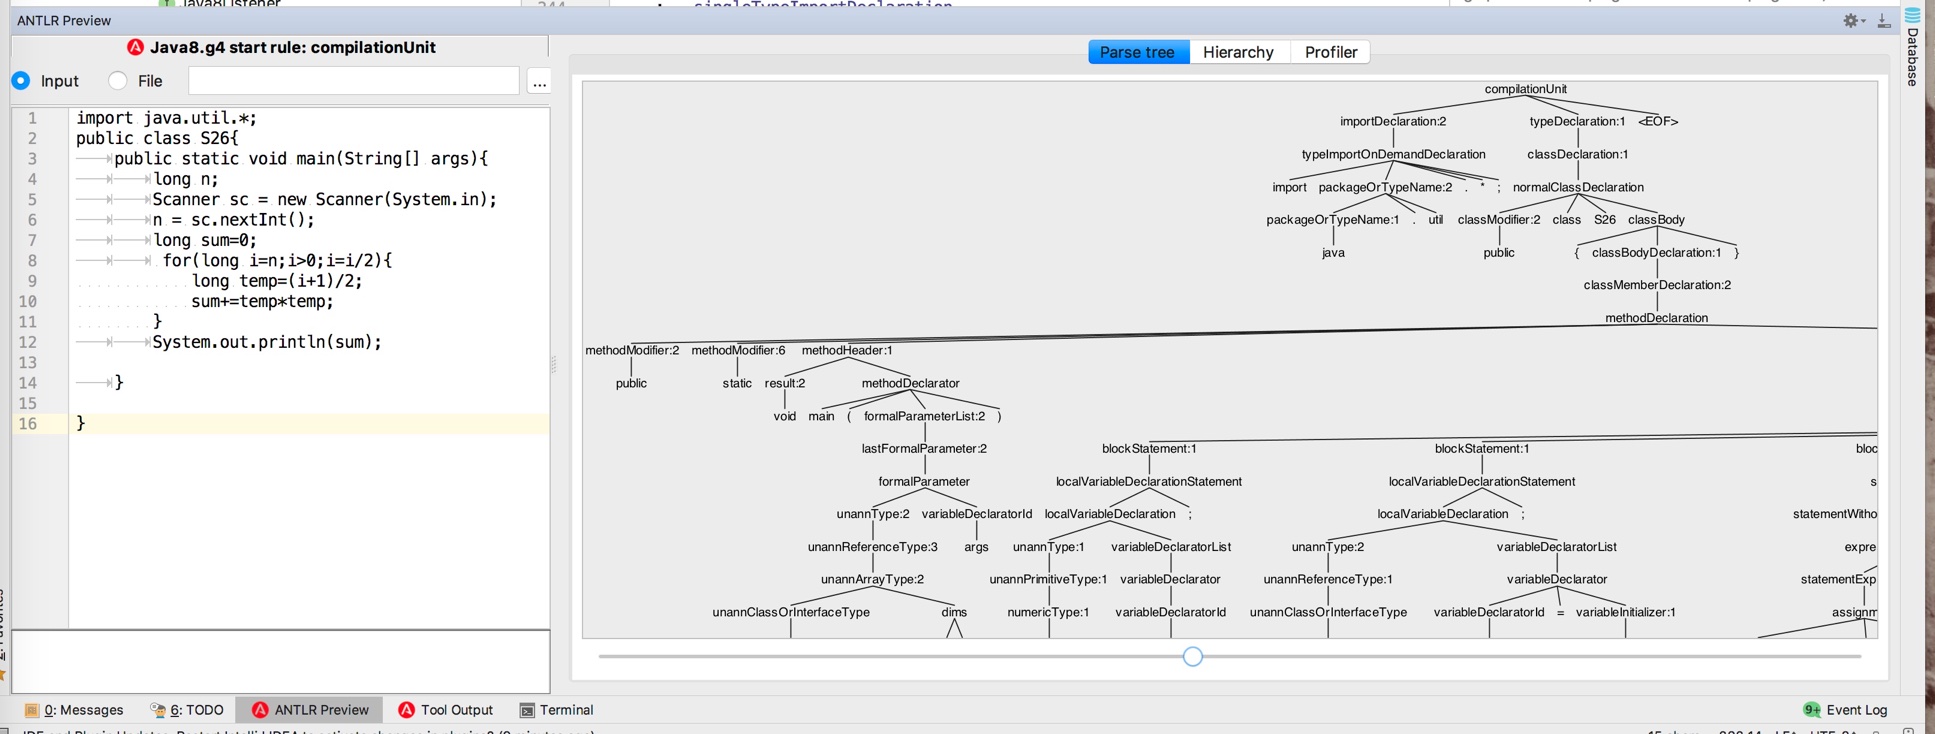 Java8Listener
244
singleTypeImportDeclaration
ANTLR Preview
Java8.g4 start rule: compilationUnit
Input File ...
1 import java.util.*;
2 public class S26{
3 public static void main(String[] args){
4 long n;
5 Scanner sc = new Scanner(System.in);
6 n = sc.nextInt();
7 long sum=0;
8 for(long i=n;i>0;i=i/2){
9 long temp=(i+1)/2;
10 sum+=temp*temp;
11 }
12 System.out.println(sum);
13
14 }
15
16 }
Parse tree Hierarchy Profiler
compilationUnit
importDeclaration:2 typeDeclaration:1 <EOF>
typeImportOnDemandDeclaration classDeclaration:1
import packageOrTypeName:2 . * ; normalClassDeclaration
packageOrTypeName:1 . util classModifier:2 class S26 classBody
java public { classBodyDeclaration:1 }
classMemberDeclaration:2
methodDeclaration
methodModifier:2 methodModifier:6 methodHeader:1
public static result:2 methodDeclarator
void main ( formalParameterList:2 )
lastFormalParameter:2 blockStatement:1 blockStatement:1 bloc
formalParameter localVariableDeclarationStatement localVariableDeclarationStatement s
unannType:2 variableDeclaratorId localVariableDeclaration ; localVariableDeclaration ; statementWitho
unannReferenceType:3 args unannType:1 variableDeclaratorList unannType:2 variableDeclaratorList expre
unannArrayType:2 unannPrimitiveType:1 variableDeclarator unannReferenceType:1 variableDeclarator statementExp
unannClassOrInterfaceType dims numericType:1 variableDeclaratorId unannClassOrInterfaceType variableDeclaratorId = variableInitializer:1 assignm
Database
0: Messages 6: TODO ANTLR Preview Tool Output Terminal 9+ Event Log